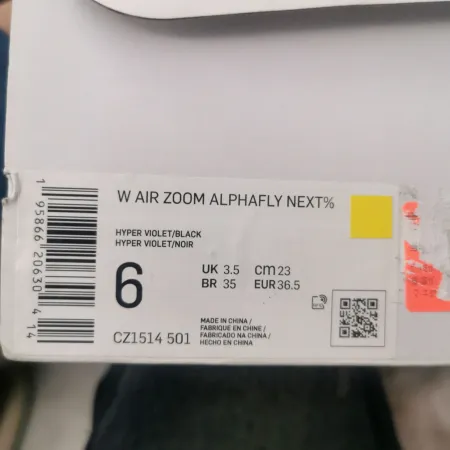 W AIR ZOOM ALPHAFLY NEXT%
HYPER VIOLET/BLACK
HYPER VIOLET/NOIR
6
UK 3.5 cm 23
BR 35 EUR 36.5
MADE IN CHINA /
FABRIQUE EN CHINE /
FABRICADO NA CHINA /
HECHO EN CHINA
CZ1514 501
1 95866 20630 4 14